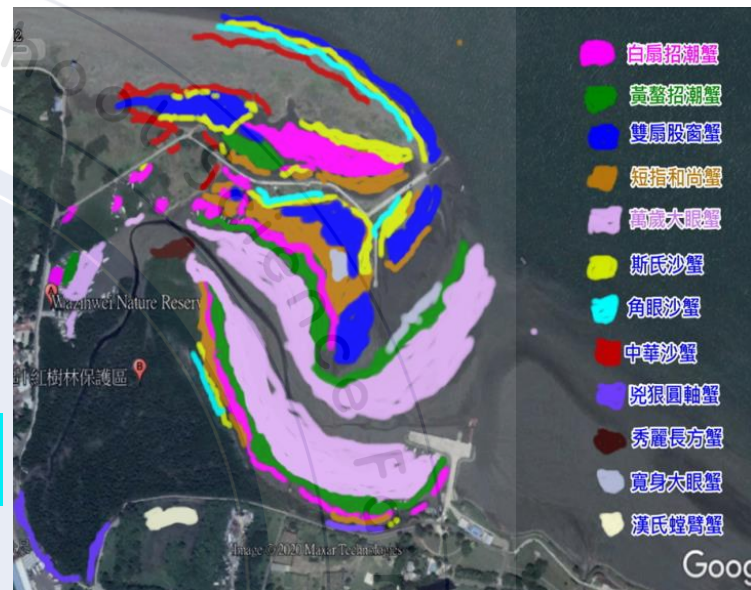 白扇招潮蟹
黃螯招潮蟹
雙扇股窗蟹
短指和尚蟹
萬歲大眼蟹
斯氏沙蟹
角眼沙蟹
中華沙蟹
兇狠圓軸蟹
秀麗長方蟹
寬身大眼蟹
漢氏螳臂蟹
A
Wazihwei Nature Reserv
紅樹林保護區
B
Image © 2020 Maxar Technologies
Goog